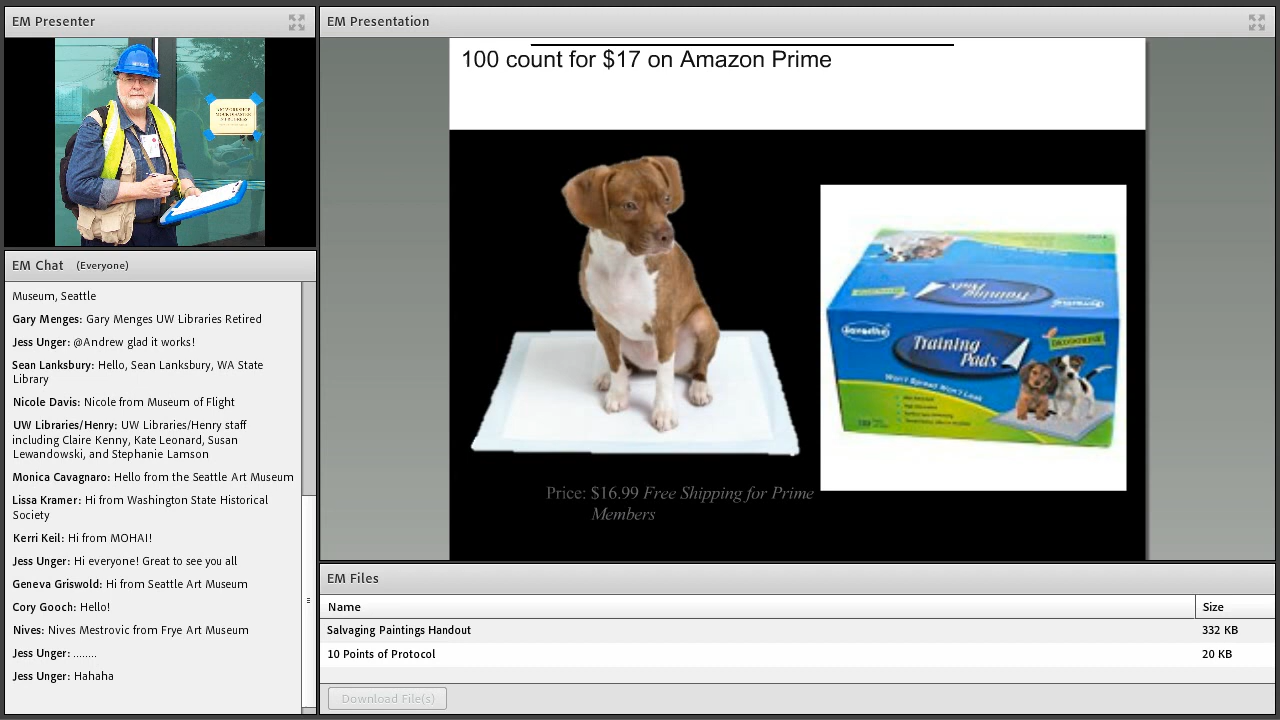 EM Presenter
EM Chat (Everyone)
Museum, Seattle
Gary Menges: Gary Menges UW Libraries Retired
Jess Unger: @Andrew glad it works!
Sean Lanksbury: Hello, Sean Lanksbury, WA State
Library
Nicole Davis: Nicole from Museum of Flight
UW Libraries/Henry: UW Libraries/Henry staff
including Claire Kenny, Kate Leonard, Susan
Lewandowski, and Stephanie Lamson
Monica Cavagnaro: Hello from the Seattle Art Museum
Lissa Kramer: Hi from Washington State Historical
Society
Kerri Keil: Hi from MOHAI!
Jess Unger: Hi everyone! Great to see you all
Geneva Griswold: Hi from Seattle Art Museum
Cory Gooch: Hello!
Nives: Nives Mestrovic from Frye Art Museum
Jess Unger: ........
Jess Unger: Hahaha
EM Presentation
100 count for $17 on Amazon Prime
Training Pads
Training
Pads
Won't Spread Won't Leak
Price: $16.99 Free Shipping for Prime
Members
EM Files
Name Size
Salvaging Paintings Handout 332 KB
10 Points of Protocol 20 KB
Download File(s)